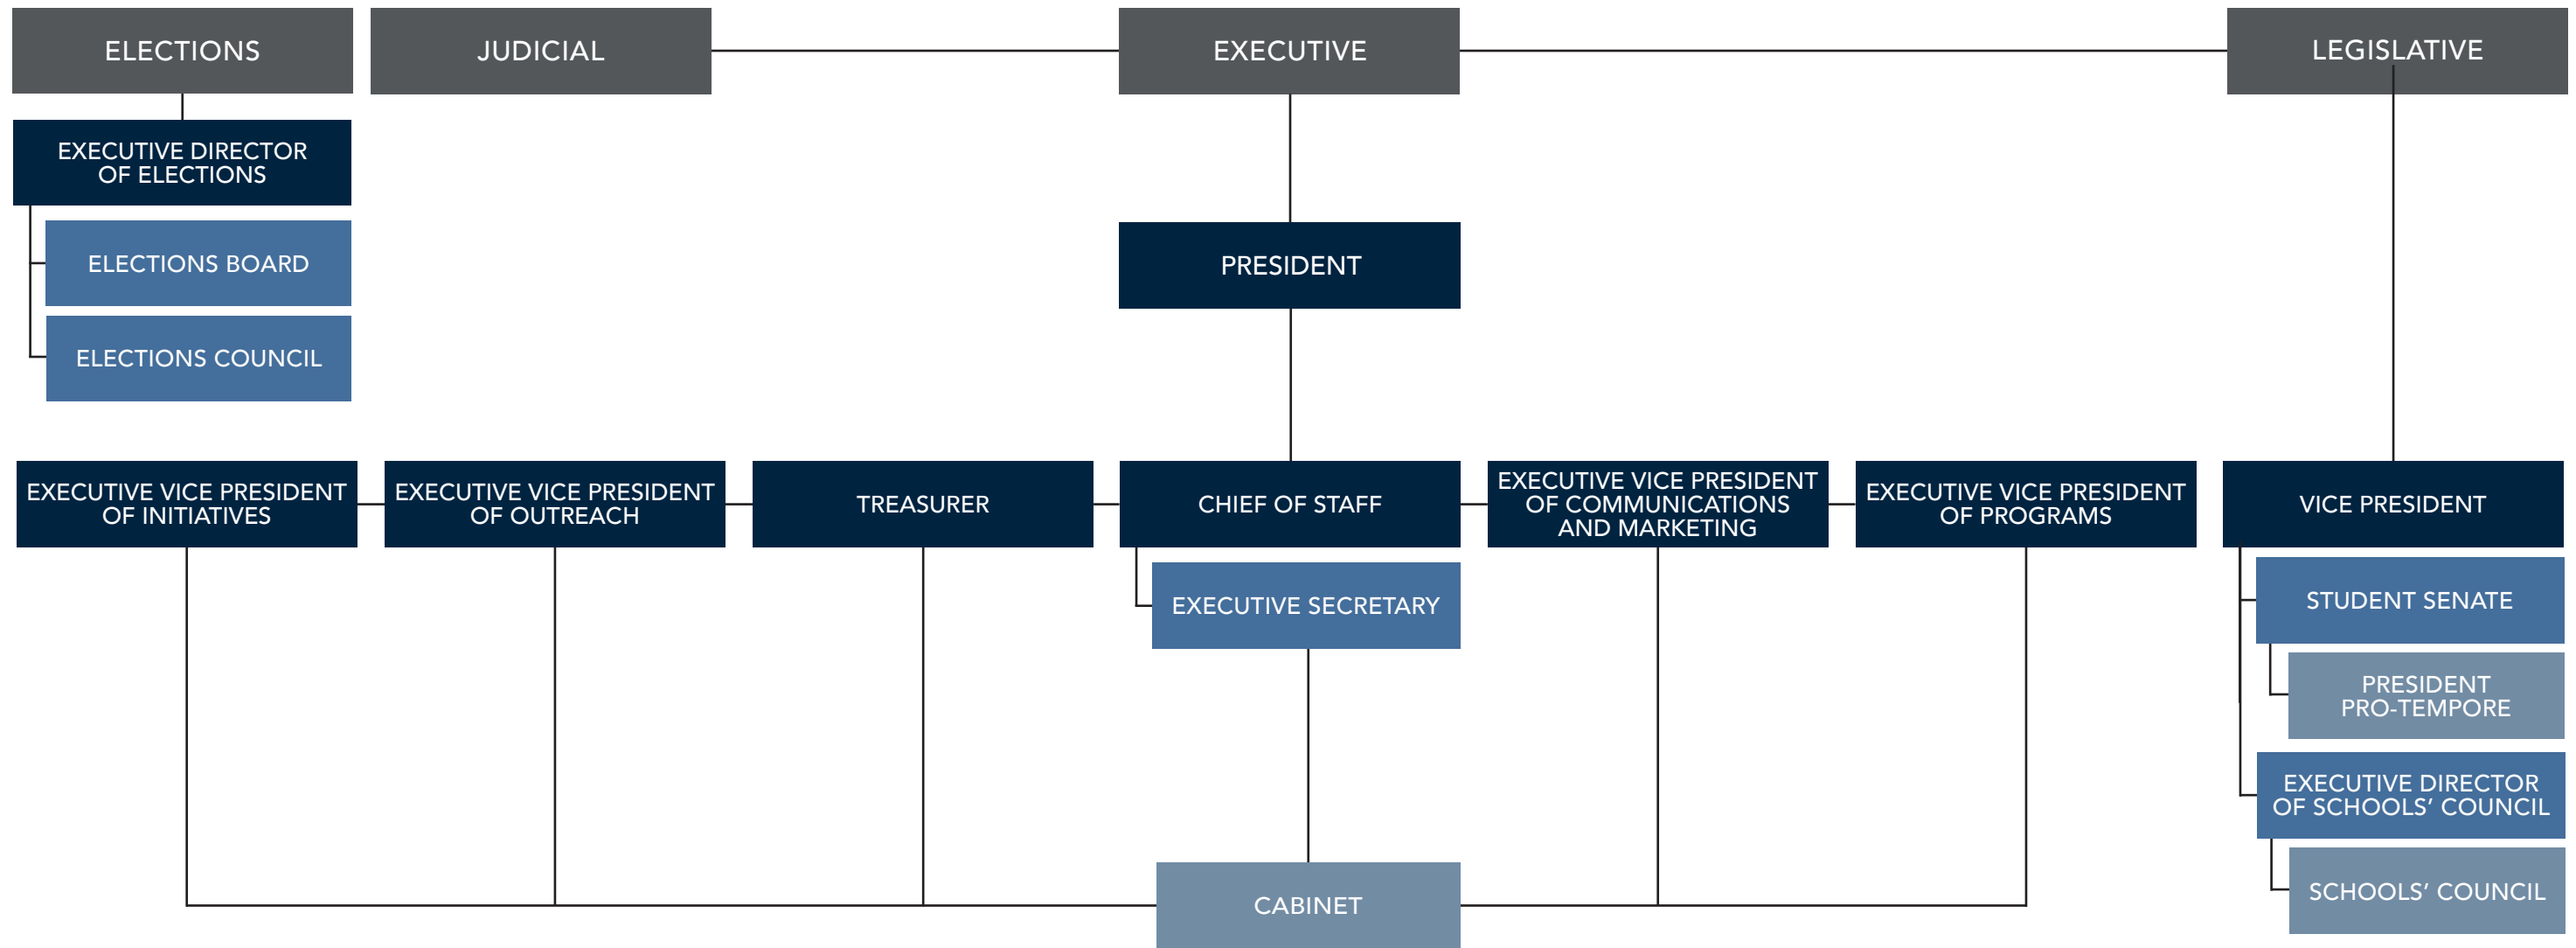 ELECTIONS
JUDICIAL
EXECUTIVE
LEGISLATIVE
EXECUTIVE DIRECTOR
OF ELECTIONS
ELECTIONS BOARD
ELECTIONS COUNCIL
PRESIDENT
EXECUTIVE VICE PRESIDENT
OF INITIATIVES
EXECUTIVE VICE PRESIDENT
OF OUTREACH
TREASURER
CHIEF OF STAFF
EXECUTIVE VICE PRESIDENT
OF COMMUNICATIONS
AND MARKETING
EXECUTIVE VICE PRESIDENT
OF PROGRAMS
VICE PRESIDENT
EXECUTIVE SECRETARY
STUDENT SENATE
PRESIDENT
PRO-TEMPORE
EXECUTIVE DIRECTOR
OF SCHOOLS’ COUNCIL
SCHOOLS’ COUNCIL
CABINET